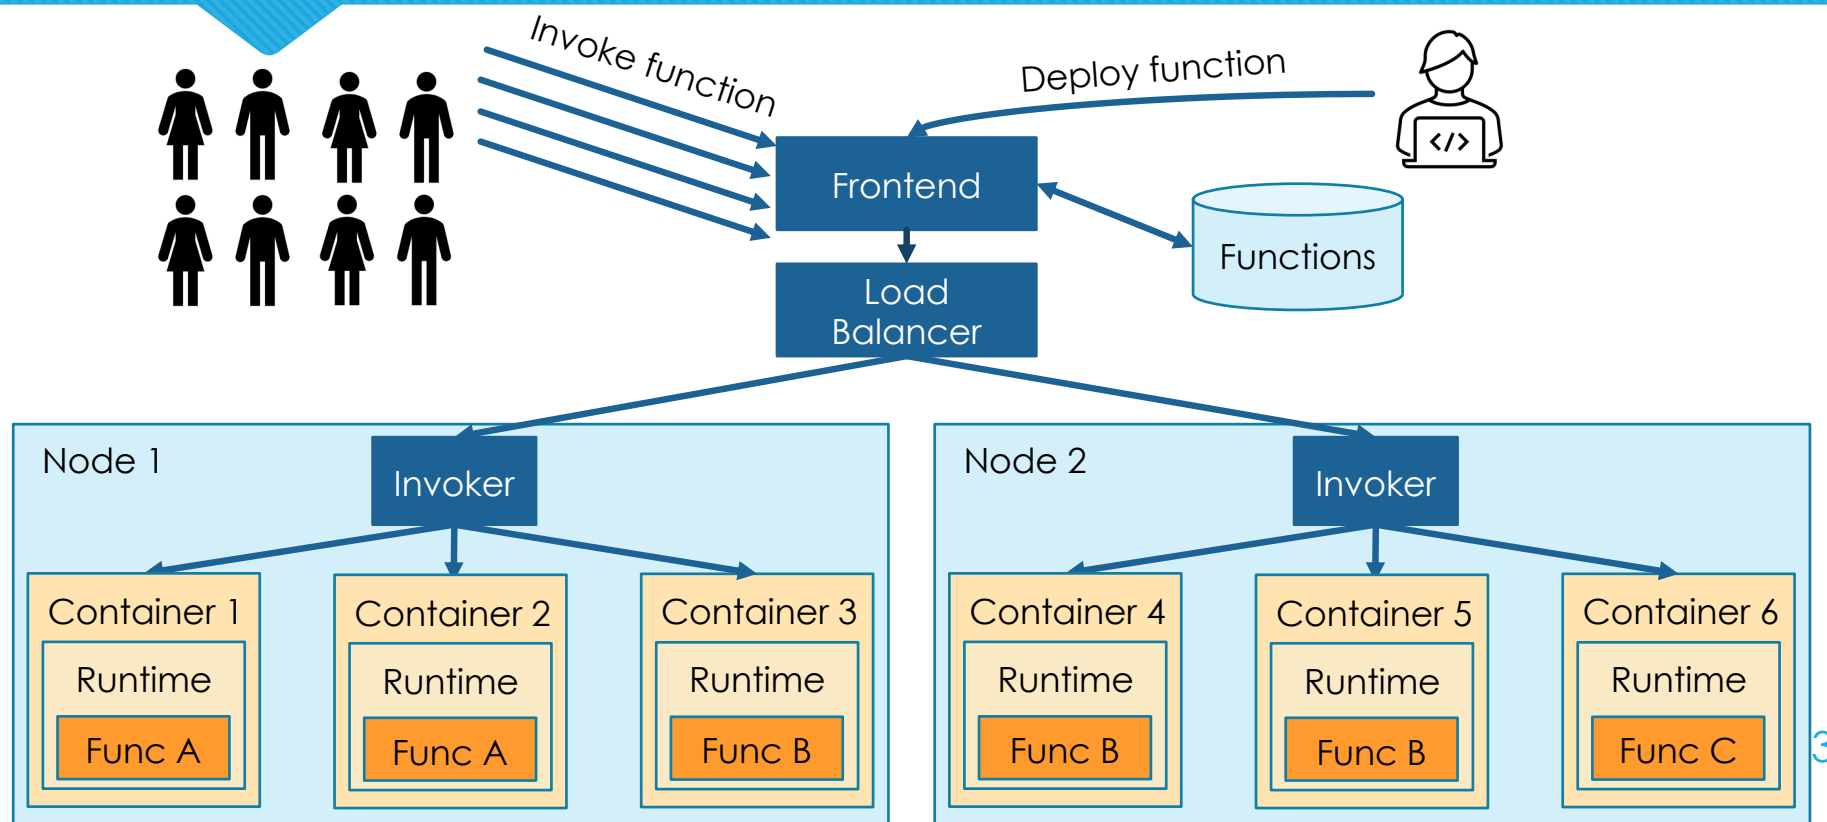 Invoke function
Deploy function
</>
Frontend
Functions
Load
Balancer
Node 1
Invoker
Node 2
Invoker
Container 1
Container 2
Container 3
Container 4
Container 5
Container 6
Runtime
Runtime
Runtime
Runtime
Runtime
Runtime
Func A
Func A
Func B
Func B
Func B
Func C
3